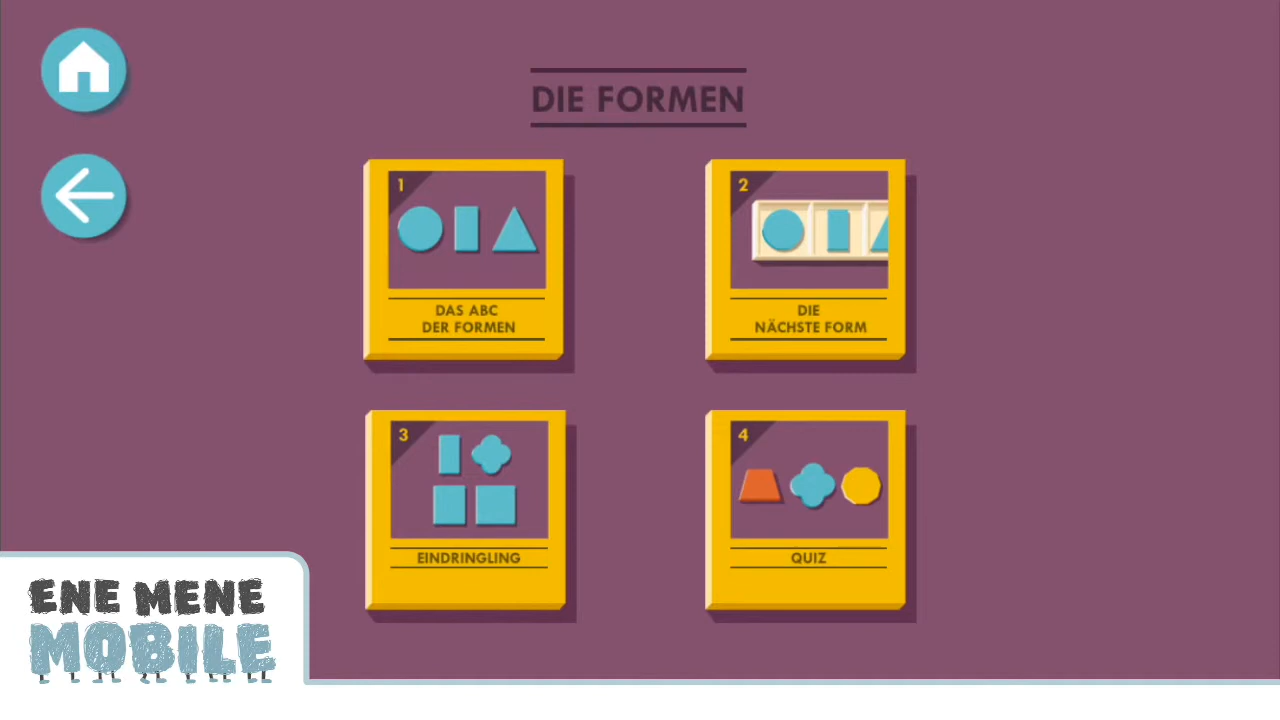 DIE FORMEN
1
DAS ABC
DER FORMEN
2
DIE
NÄCHSTE FORM
3
EINDRINGLING
4
QUIZ
ENE MENE
MOBILE